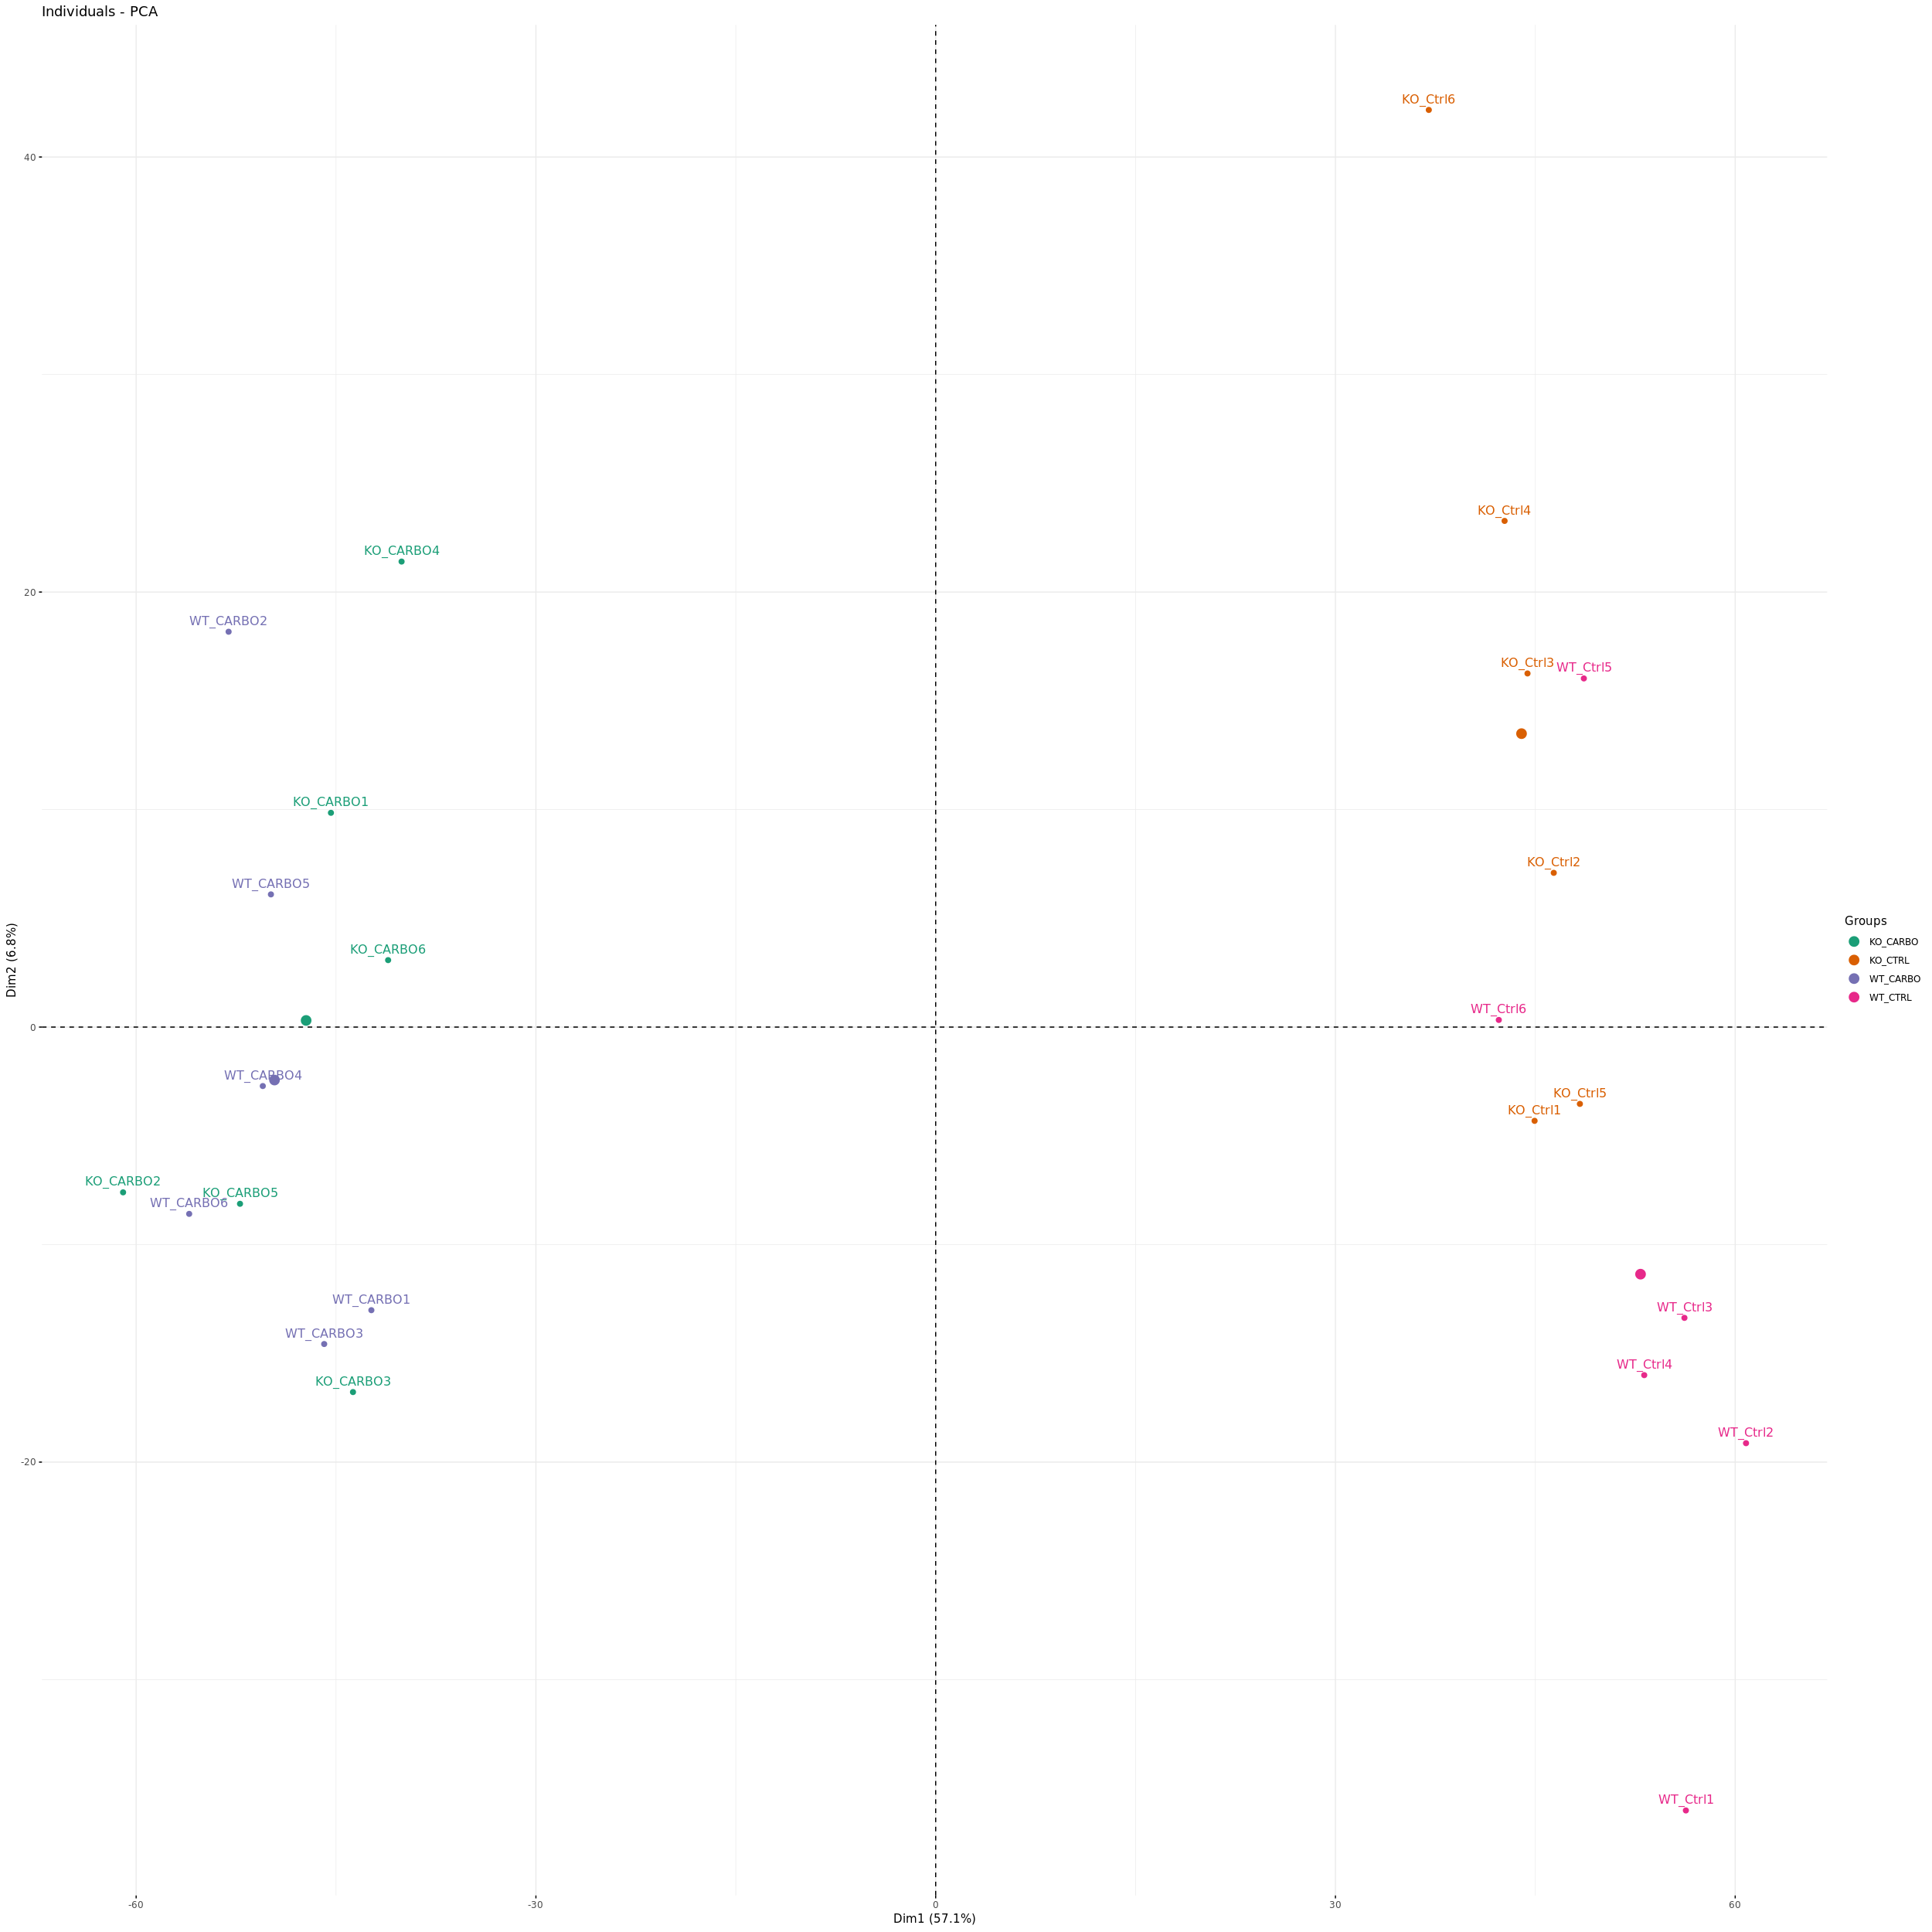 Individuals - PCA
KO_Ctrl6
40
KO_Ctrl4
KO_CARBO4
20
WT_CARBO2
KO_Ctrl3
WT_Ctrl5
KO_CARBO1
KO_Ctrl2
WT_CARBO5
KO_CARBO6
Dim2 (6.8%)
Groups
KO_CARBO
KO_CTRL
WT_CARBO
WT_CTRL
WT_Ctrl6
0
WT_CARBO4
KO_Ctrl5
KO_Ctrl1
KO_CARBO2
KO_CARBO5
WT_CARBO6
WT_CARBO1
WT_Ctrl3
WT_CARBO3
WT_Ctrl4
KO_CARBO3
WT_Ctrl2
-20
WT_Ctrl1
-60
-30
0
30
60
Dim1 (57.1%)